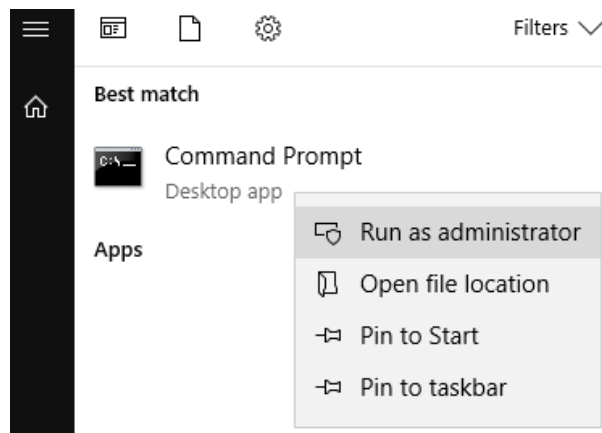 Filters
Best match
C:\_
Command Prompt
Desktop app
Apps
Run as administrator
Open file location
Pin to Start
Pin to taskbar